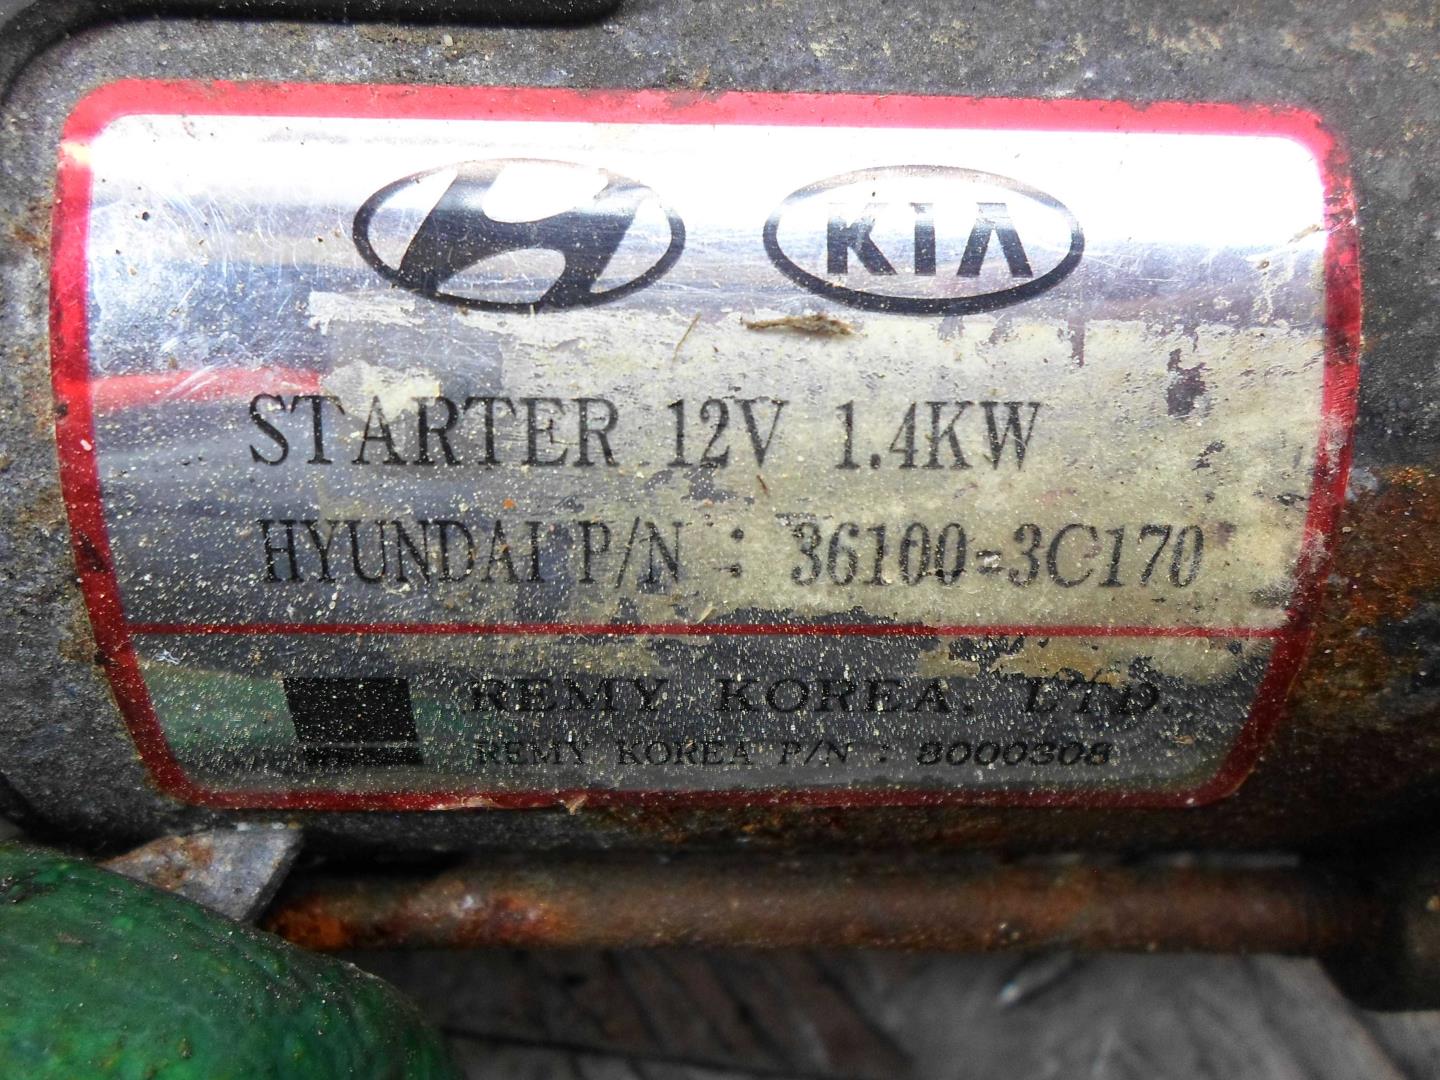 KIA
STARTER 12V 1.4KW
HYUNDAI P/N : 36100-3C170
REMY KOREA, LTD.
REMY KOREA P/N : 8000308